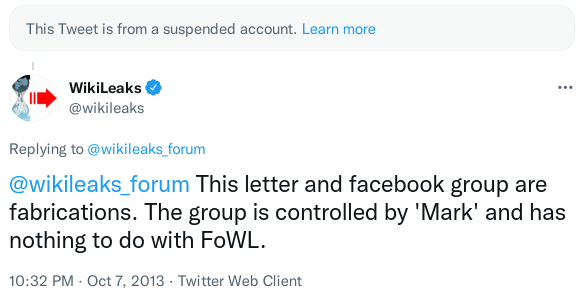 This Tweet is from a suspended account. Learn more
WikiLeaks
@wikileaks
Replying to @wikileaks_forum
@wikileaks_forum This letter and facebook group are
fabrications. The group is controlled by 'Mark' and has
nothing to do with FoWL.
10:32 PM · Oct 7, 2013 · Twitter Web Client